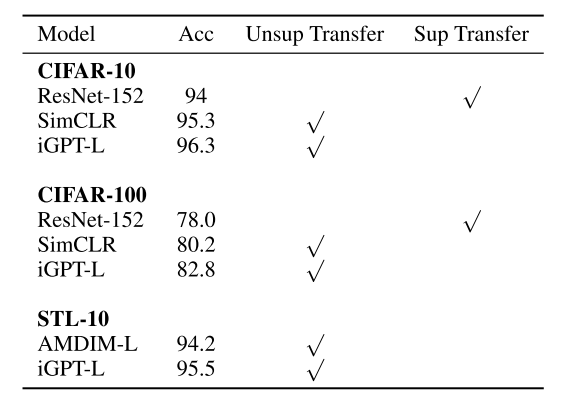 Model Acc Unsup Transfer Sup Transfer
CIFAR-10
ResNet-152 94 √
SimCLR 95.3 √
iGPT-L 96.3 √
CIFAR-100
ResNet-152 78.0 √
SimCLR 80.2 √
iGPT-L 82.8 √
STL-10
AMDIM-L 94.2 √
iGPT-L 95.5 √